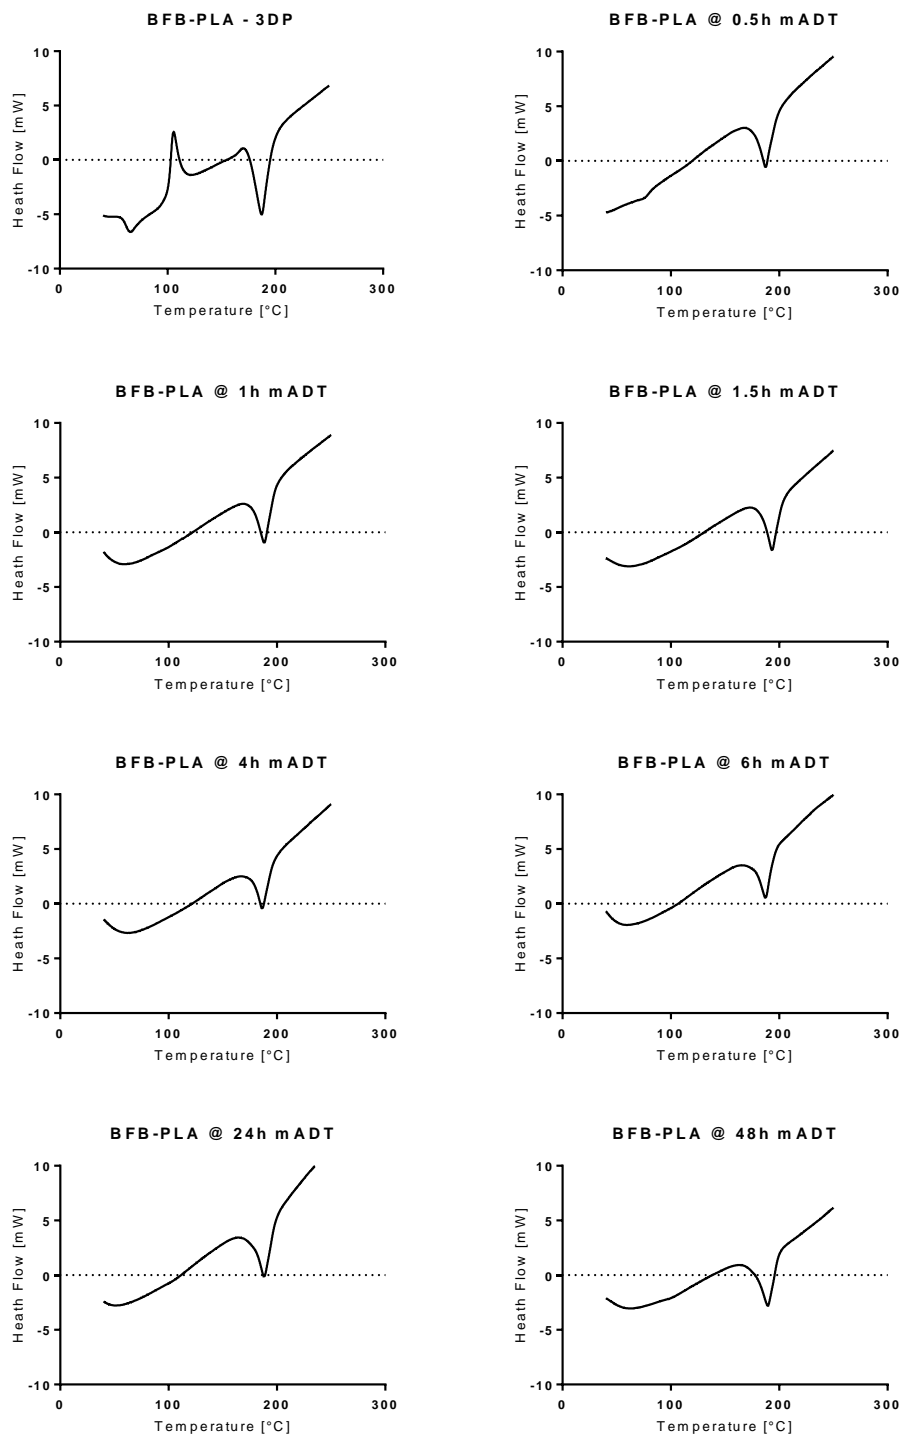 BFB-PLA - 3DP
10
5
0
-5
-10
Heath Flow [mW]
0 100 200 300
Temperature [°C]
BFB-PLA @ 0.5h mADT
10
5
0
-5
-10
Heath Flow [mW]
0 100 200 300
Temperature [°C]
BFB-PLA @ 1h mADT
10
5
0
-5
-10
Heath Flow [mW]
0 100 200 300
Temperature [°C]
BFB-PLA @ 1.5h mADT
10
5
0
-5
-10
Heath Flow [mW]
0 100 200 300
Temperature [°C]
BFB-PLA @ 4h mADT
10
5
0
-5
-10
Heath Flow [mW]
0 100 200 300
Temperature [°C]
BFB-PLA @ 6h mADT
10
5
0
-5
-10
Heath Flow [mW]
0 100 200 300
Temperature [°C]
BFB-PLA @ 24h mADT
10
5
0
-5
-10
Heath Flow [mW]
0 100 200 300
Temperature [°C]
BFB-PLA @ 48h mADT
10
5
0
-5
-10
Heath Flow [mW]
0 100 200 300
Temperature [°C]